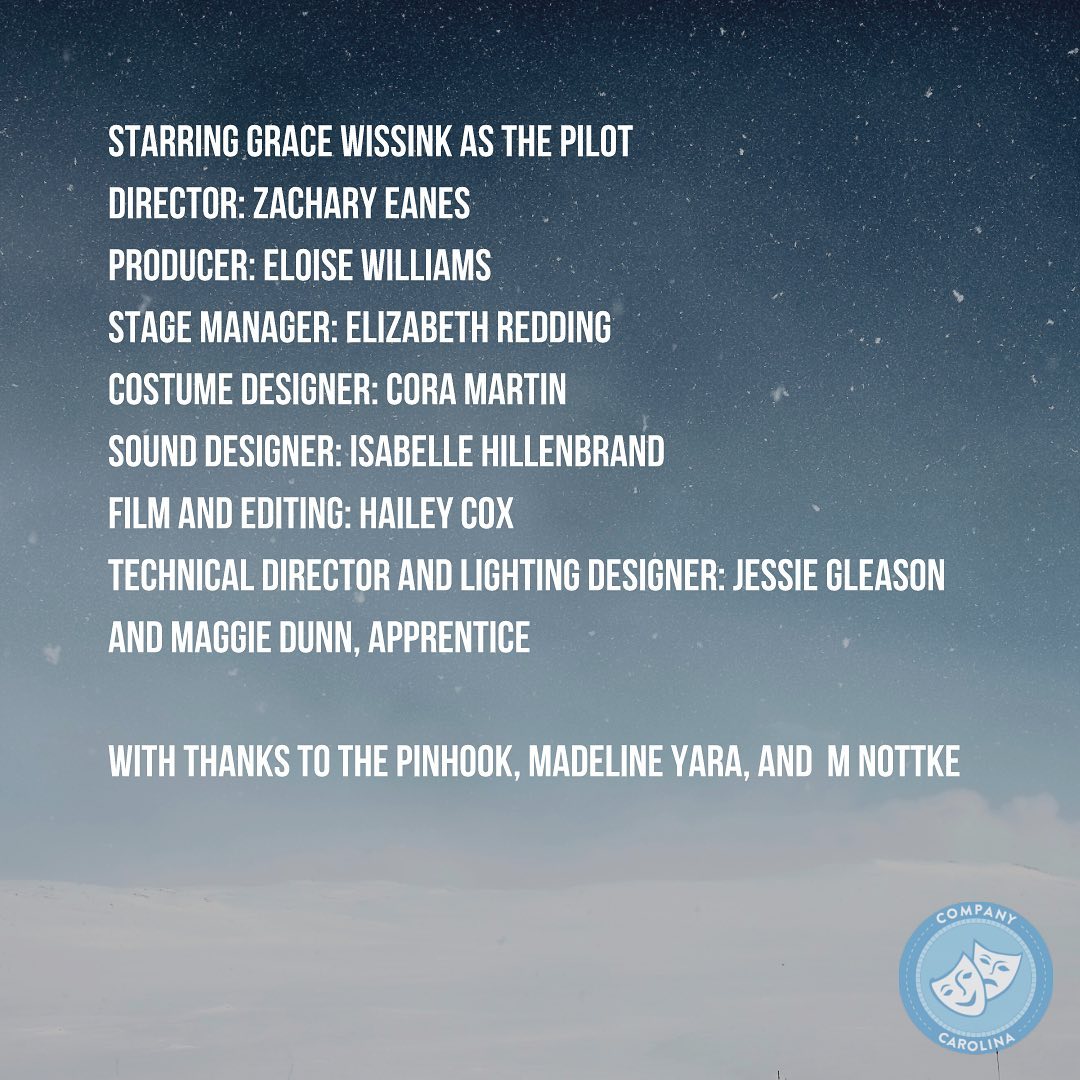 STARRING GRACE WISSINK AS THE PILOT
DIRECTOR: ZACHARY EANES
PRODUCER: ELOISE WILLIAMS
STAGE MANAGER: ELIZABETH REDDING
COSTUME DESIGNER: CORA MARTIN
SOUND DESIGNER: ISABELLE HILLENBRAND
FILM AND EDITING: HAILEY COX
TECHNICAL DIRECTOR AND LIGHTING DESIGNER: JESSIE GLEASON
AND MAGGIE DUNN, APPRENTICE
WITH THANKS TO THE PINHOOK, MADELINE YARA, AND  M NOTTKE
COMPANY
CAROLINA